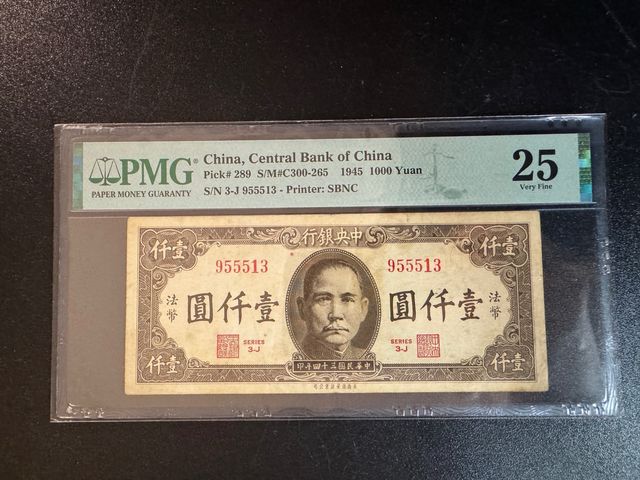 PMG
PAPER MONEY GUARANTY
China, Central Bank of China
Pick# 289 S/M#C300-265 1945 1000 Yuan
S/N 3-J 955513 - Printer: SBNC
25
Very Fine
行銀央中
仟壹
仟壹
955513
955513
法幣
圓仟壹
圓仟壹
法幣
SERIES
3-J
SERIES
3-J
仟壹
仟壹
印年四十三國民華中